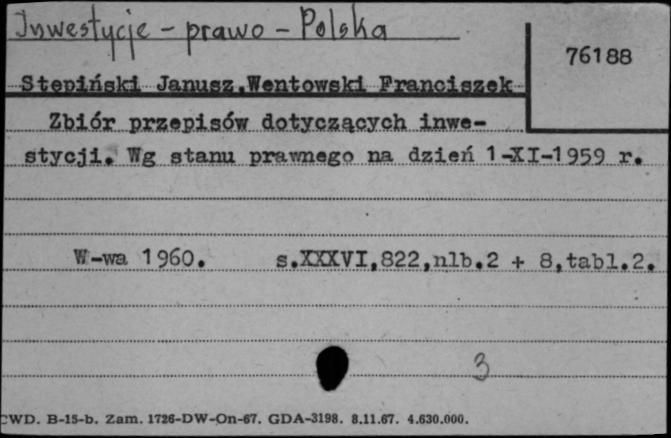 Inwestycje - prawo - Polska
76188
Stepiński Janusz,Wentowski Franciszek
Zbiór przepisów dotyczących inwe-
stycji. Wg stanu prawnego na dzień 1-XI-1959 r.
W-wa 1960. s.XXXVI,822,nlb.2 + 8,tabl.2.
3
CWD. B-15-b. Zam. 1726-DW-On-67. GDA-3198. 8.11.67. 4.630.000.